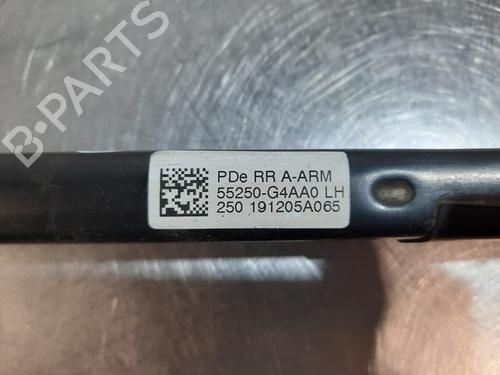 B-PARTS
PDe RR A-ARM
55250-G4AA0 LH
250 191205A065